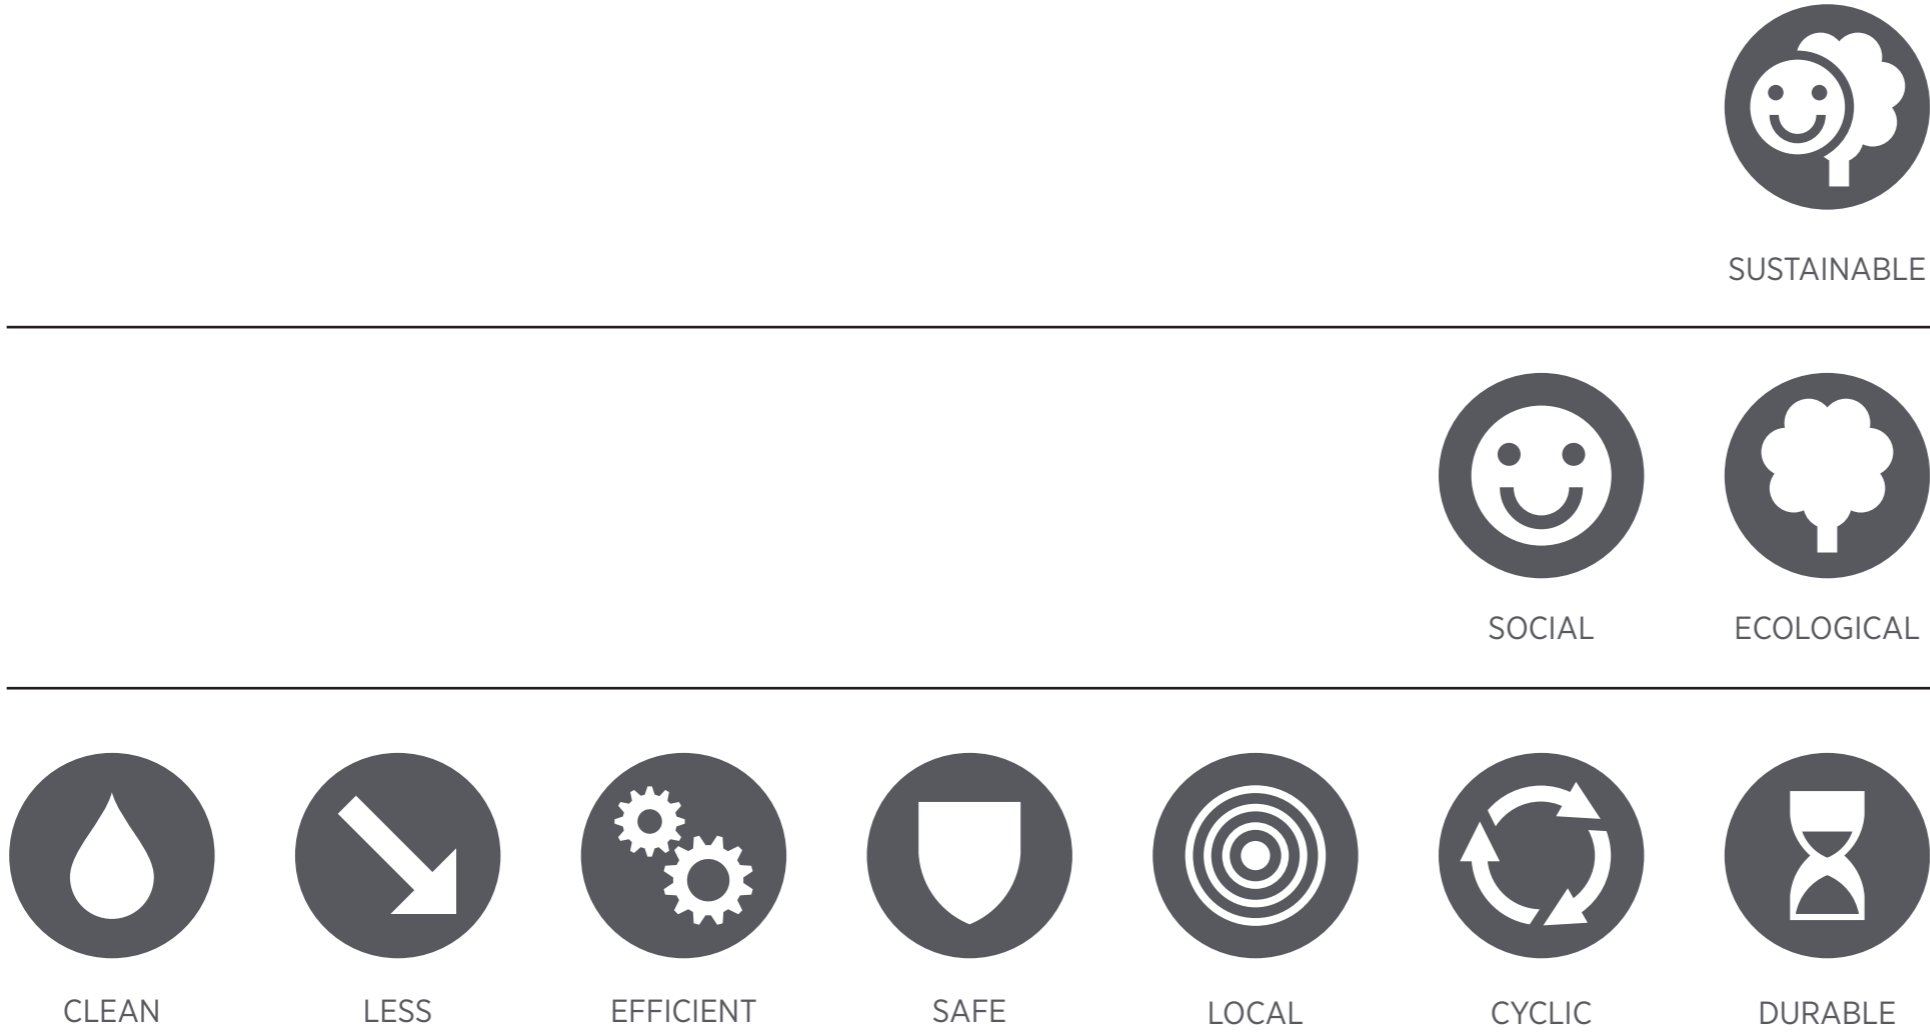 SUSTAINABLE
SOCIAL ECOLOGICAL
CLEAN LESS EFFICIENT SAFE LOCAL CYCLIC DURABLE